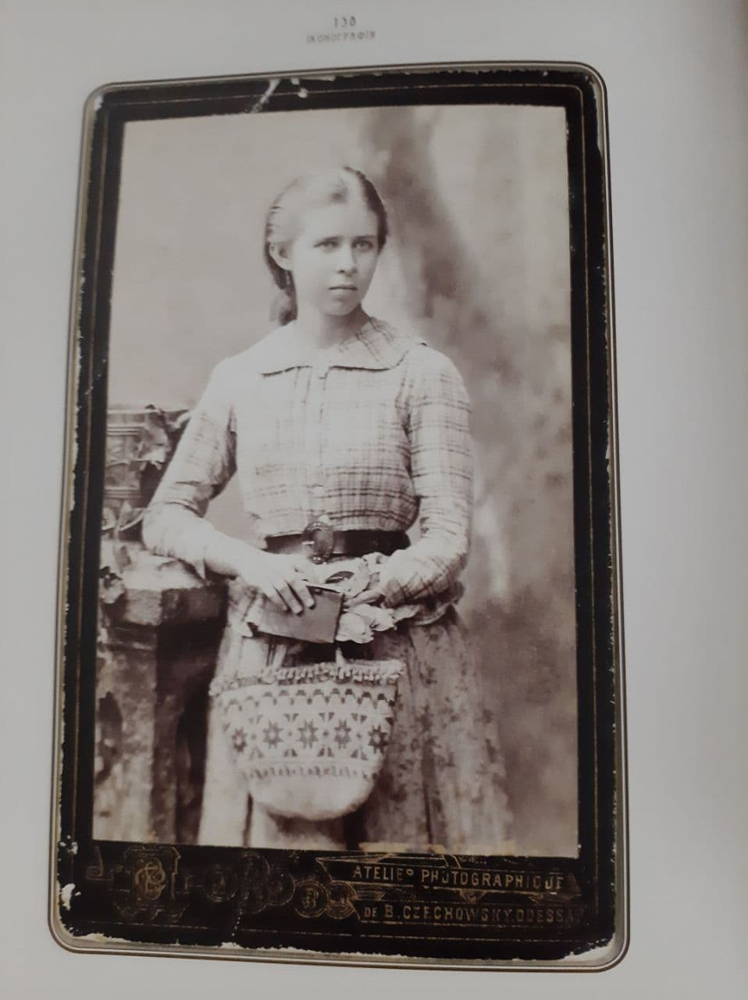 130
ІКОНОГРАФІЯ
ATELIER PHOTOGRAPHIQUE
DE B. CZECHOWSKY. ODESSA